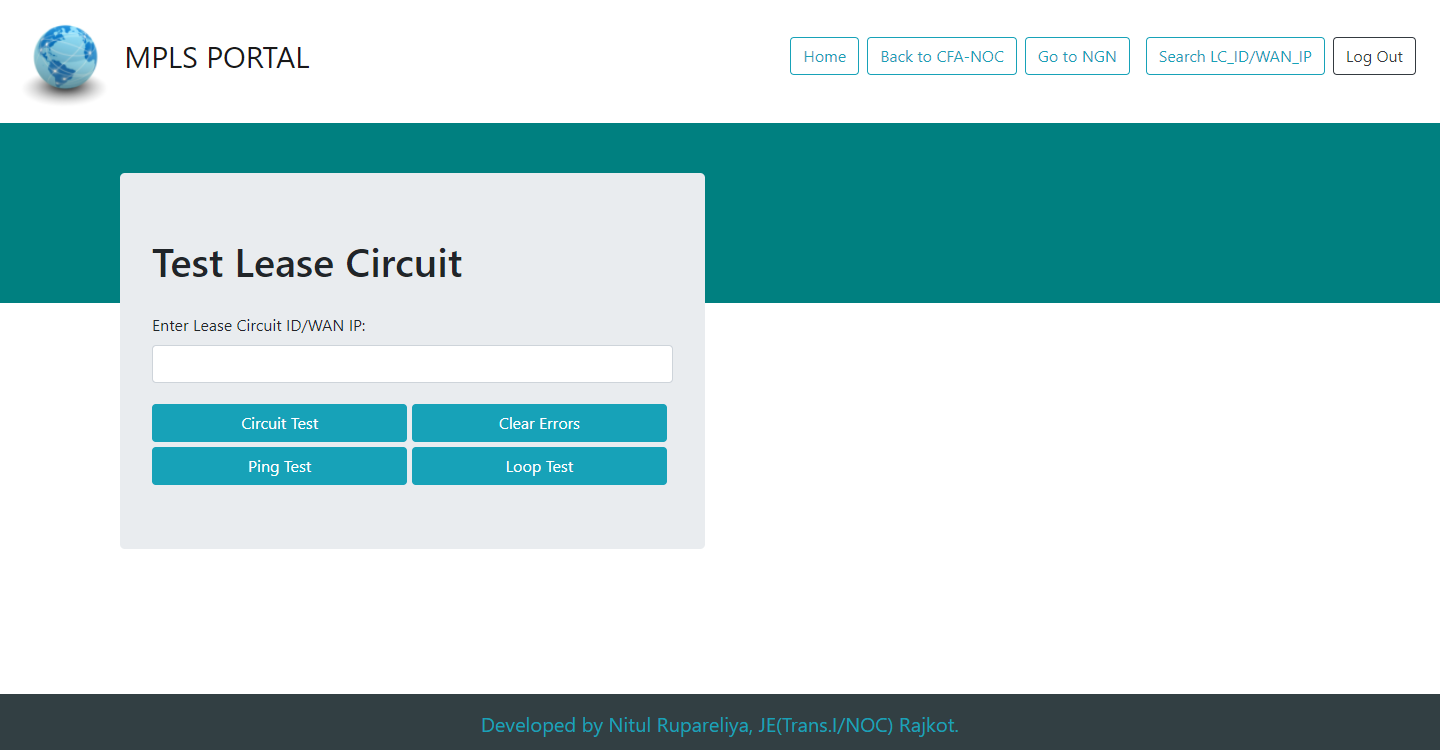 MPLS PORTAL
Home
Back to CFA-NOC
Go to NGN
Search LC_ID/WAN_IP
Log Out
Test Lease Circuit
Enter Lease Circuit ID/WAN IP:
Circuit Test
Clear Errors
Ping Test
Loop Test
Developed by Nitul Rupareliya, JE(Trans.I/NOC) Rajkot.